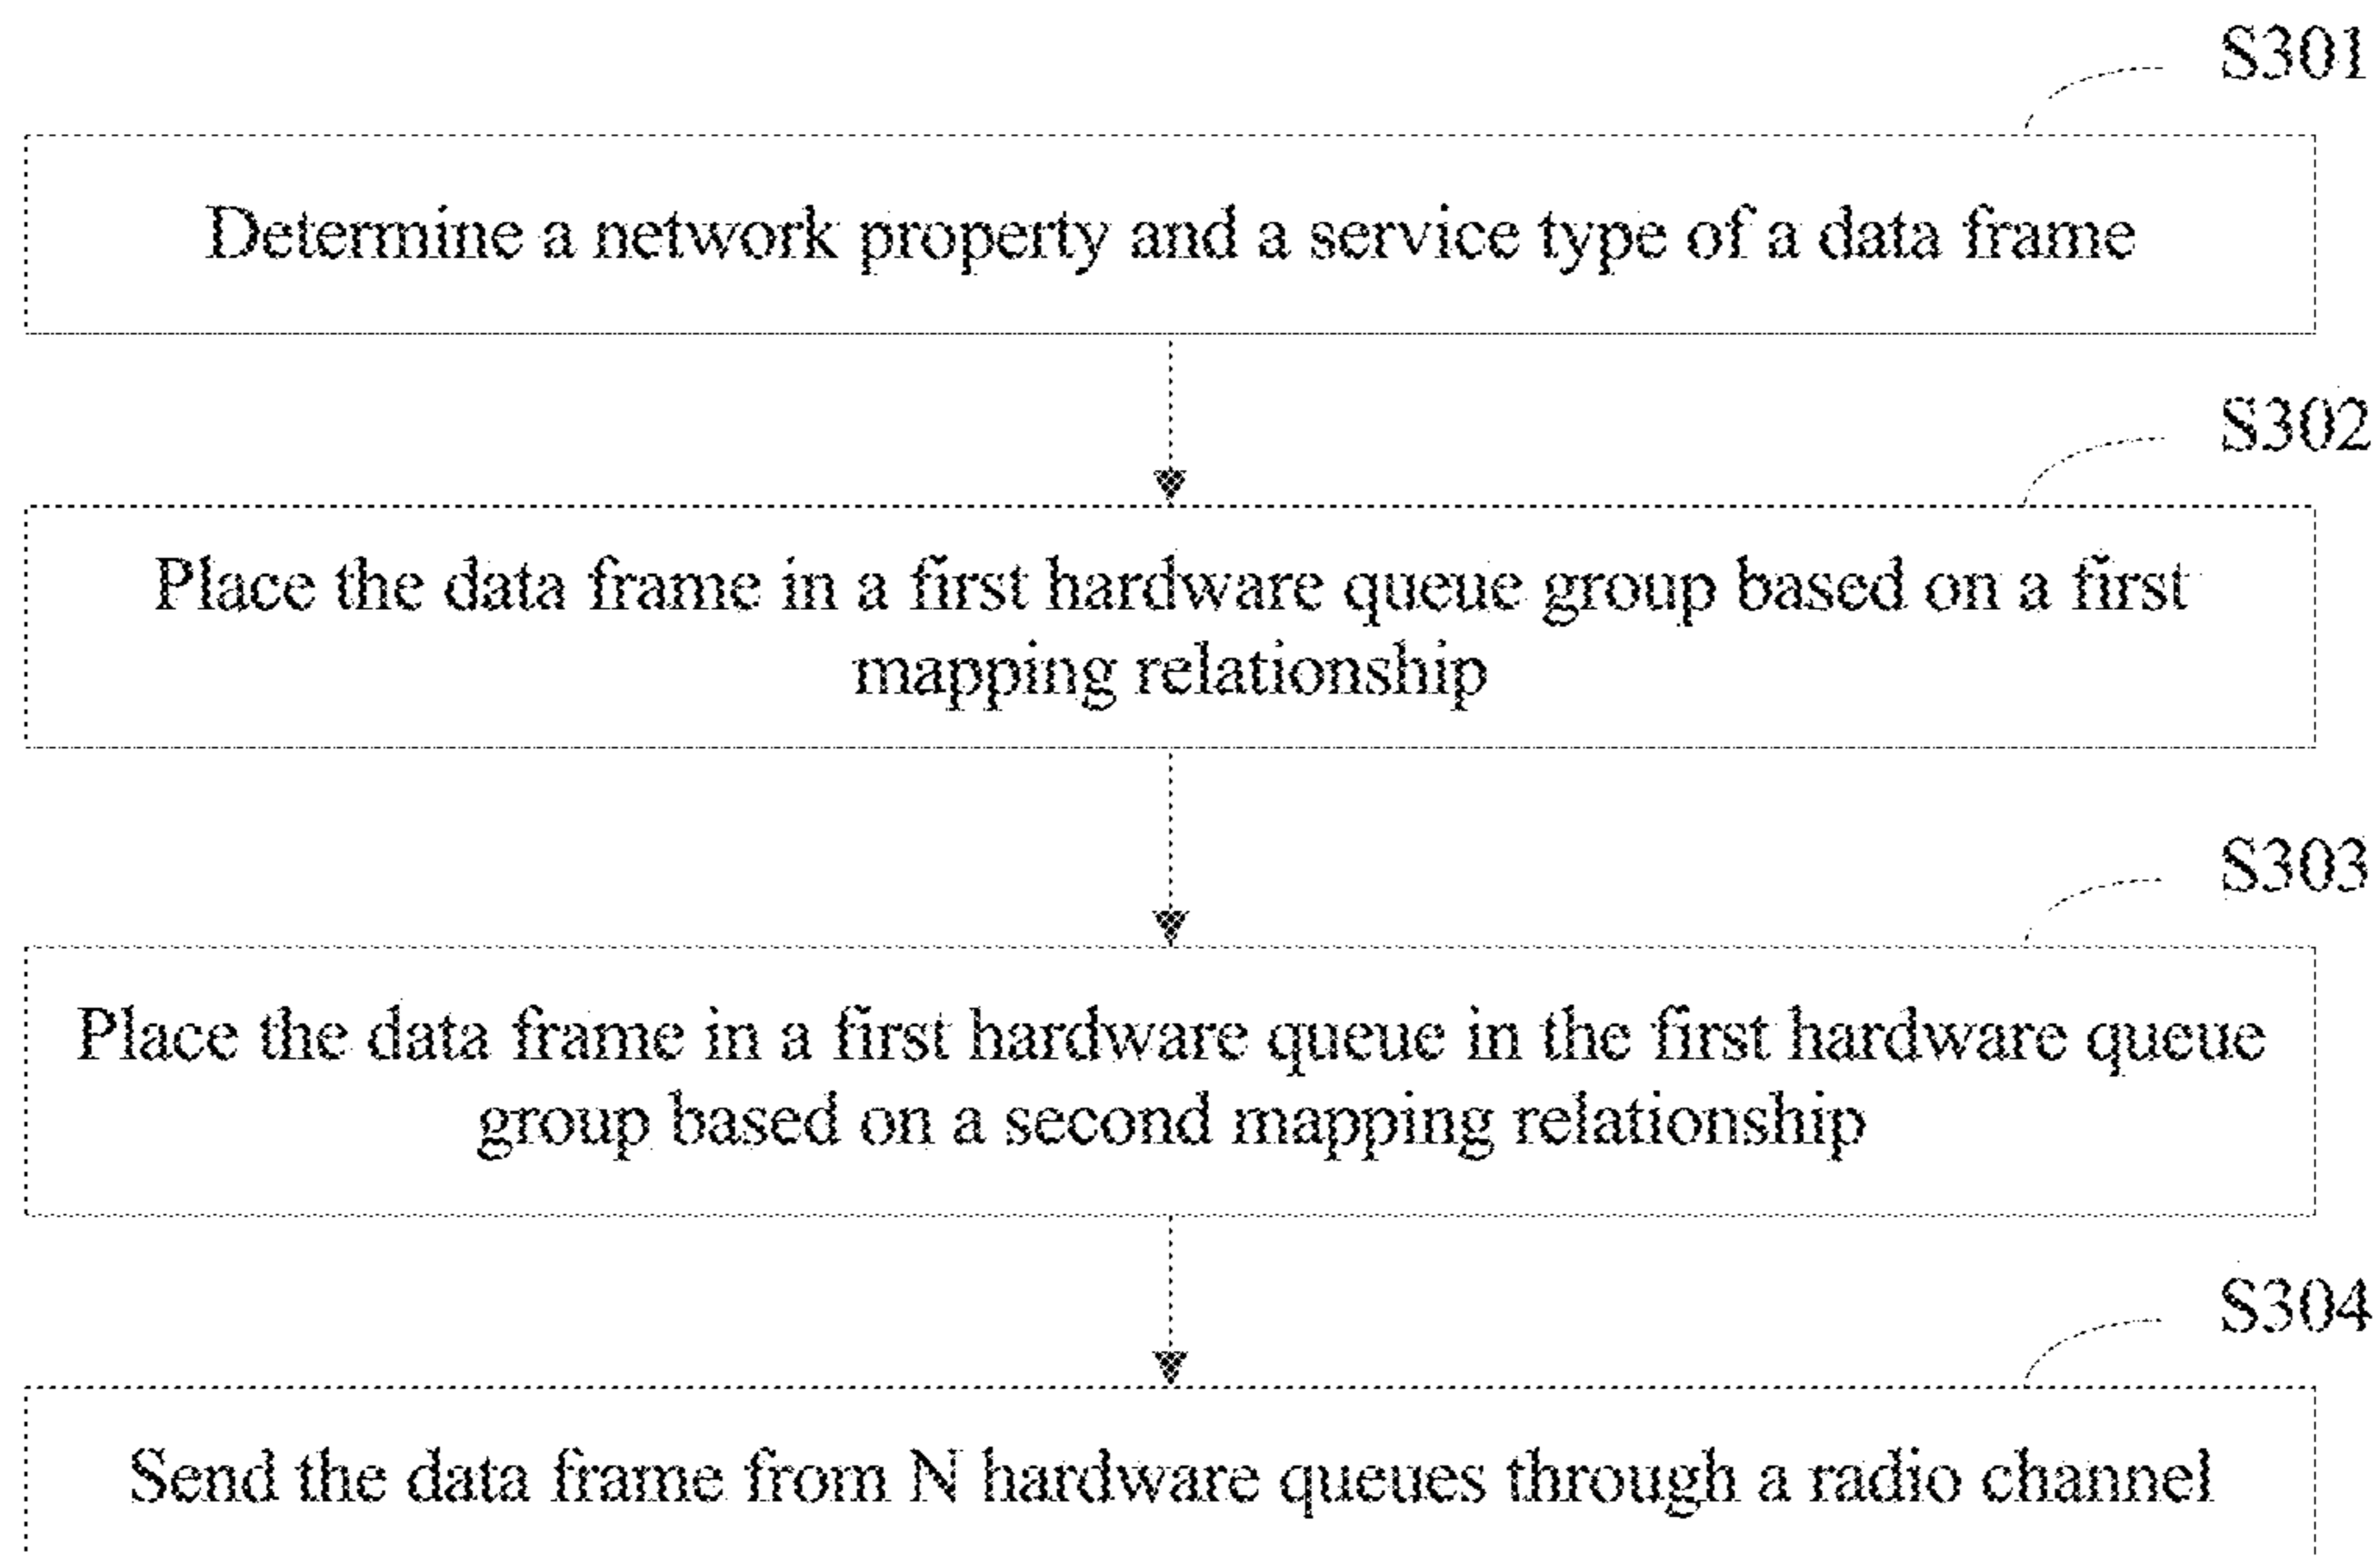 S301
Determine a network property and a service type of a data frame
S302
Place the data frame in a first hardware queue group based on a first
mapping relationship
S303
Place the data frame in a first hardware queue in the first hardware queue
group based on a second mapping relationship
S304
Send the data frame from N hardware queues through a radio channel